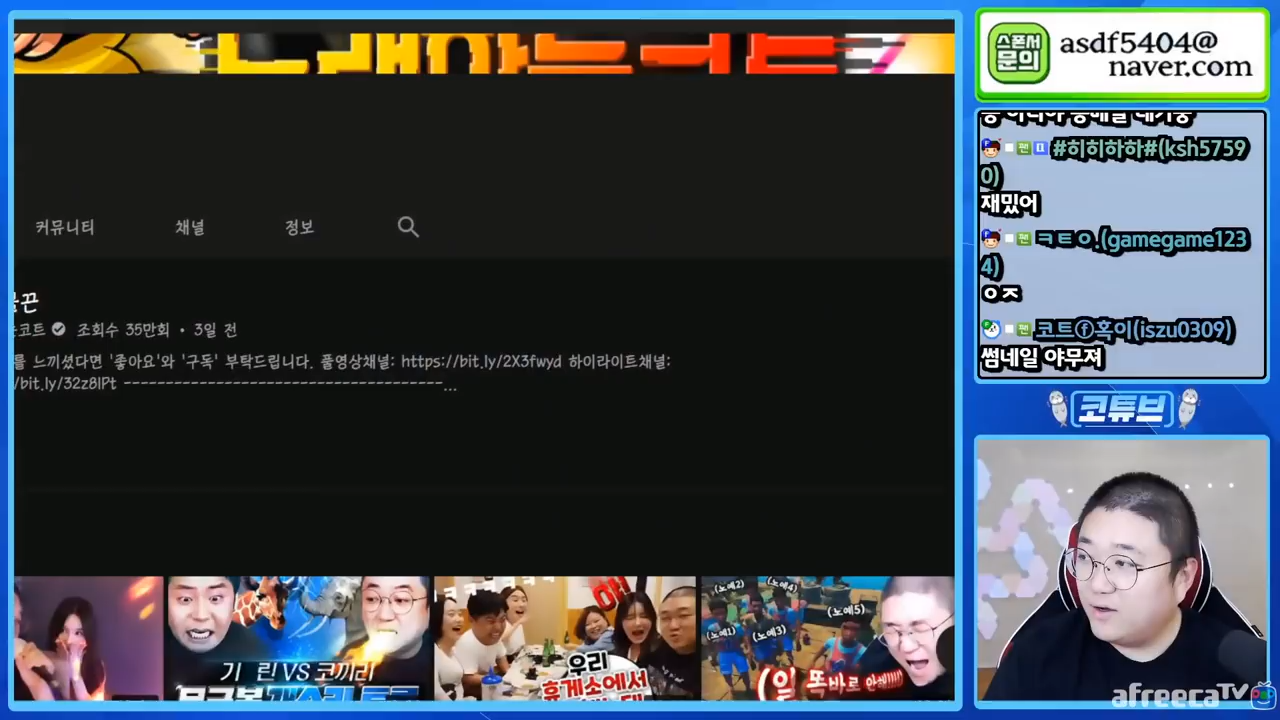 스폰서
문의
asdf5404@
naver.com
#히히하하#(ksh5759
0)
재밌어
ㅋㅌㅇ.(gamegame123
4)
ㅇㅈ
코트ⓕ혹이(iszu0309)
썸네일 야무져
코튜브
커뮤니티
채널
정보
끈
코트
조회수 35만회 • 3일 전
를 느끼셨다면 '좋아요'와 '구독' 부탁드립니다. 풀영상채널: https://bit.ly/2X3fwyd 하이라이트채널:
/bit.ly/32z8lPt ----------------------------------------...
기린 VS 코끼리
우리
휴게소에서
(노예1)
(노예2)
(노예3)
(노예4)
(노예5)
(일 똑바로 안해!!!!!)
afreecaTV